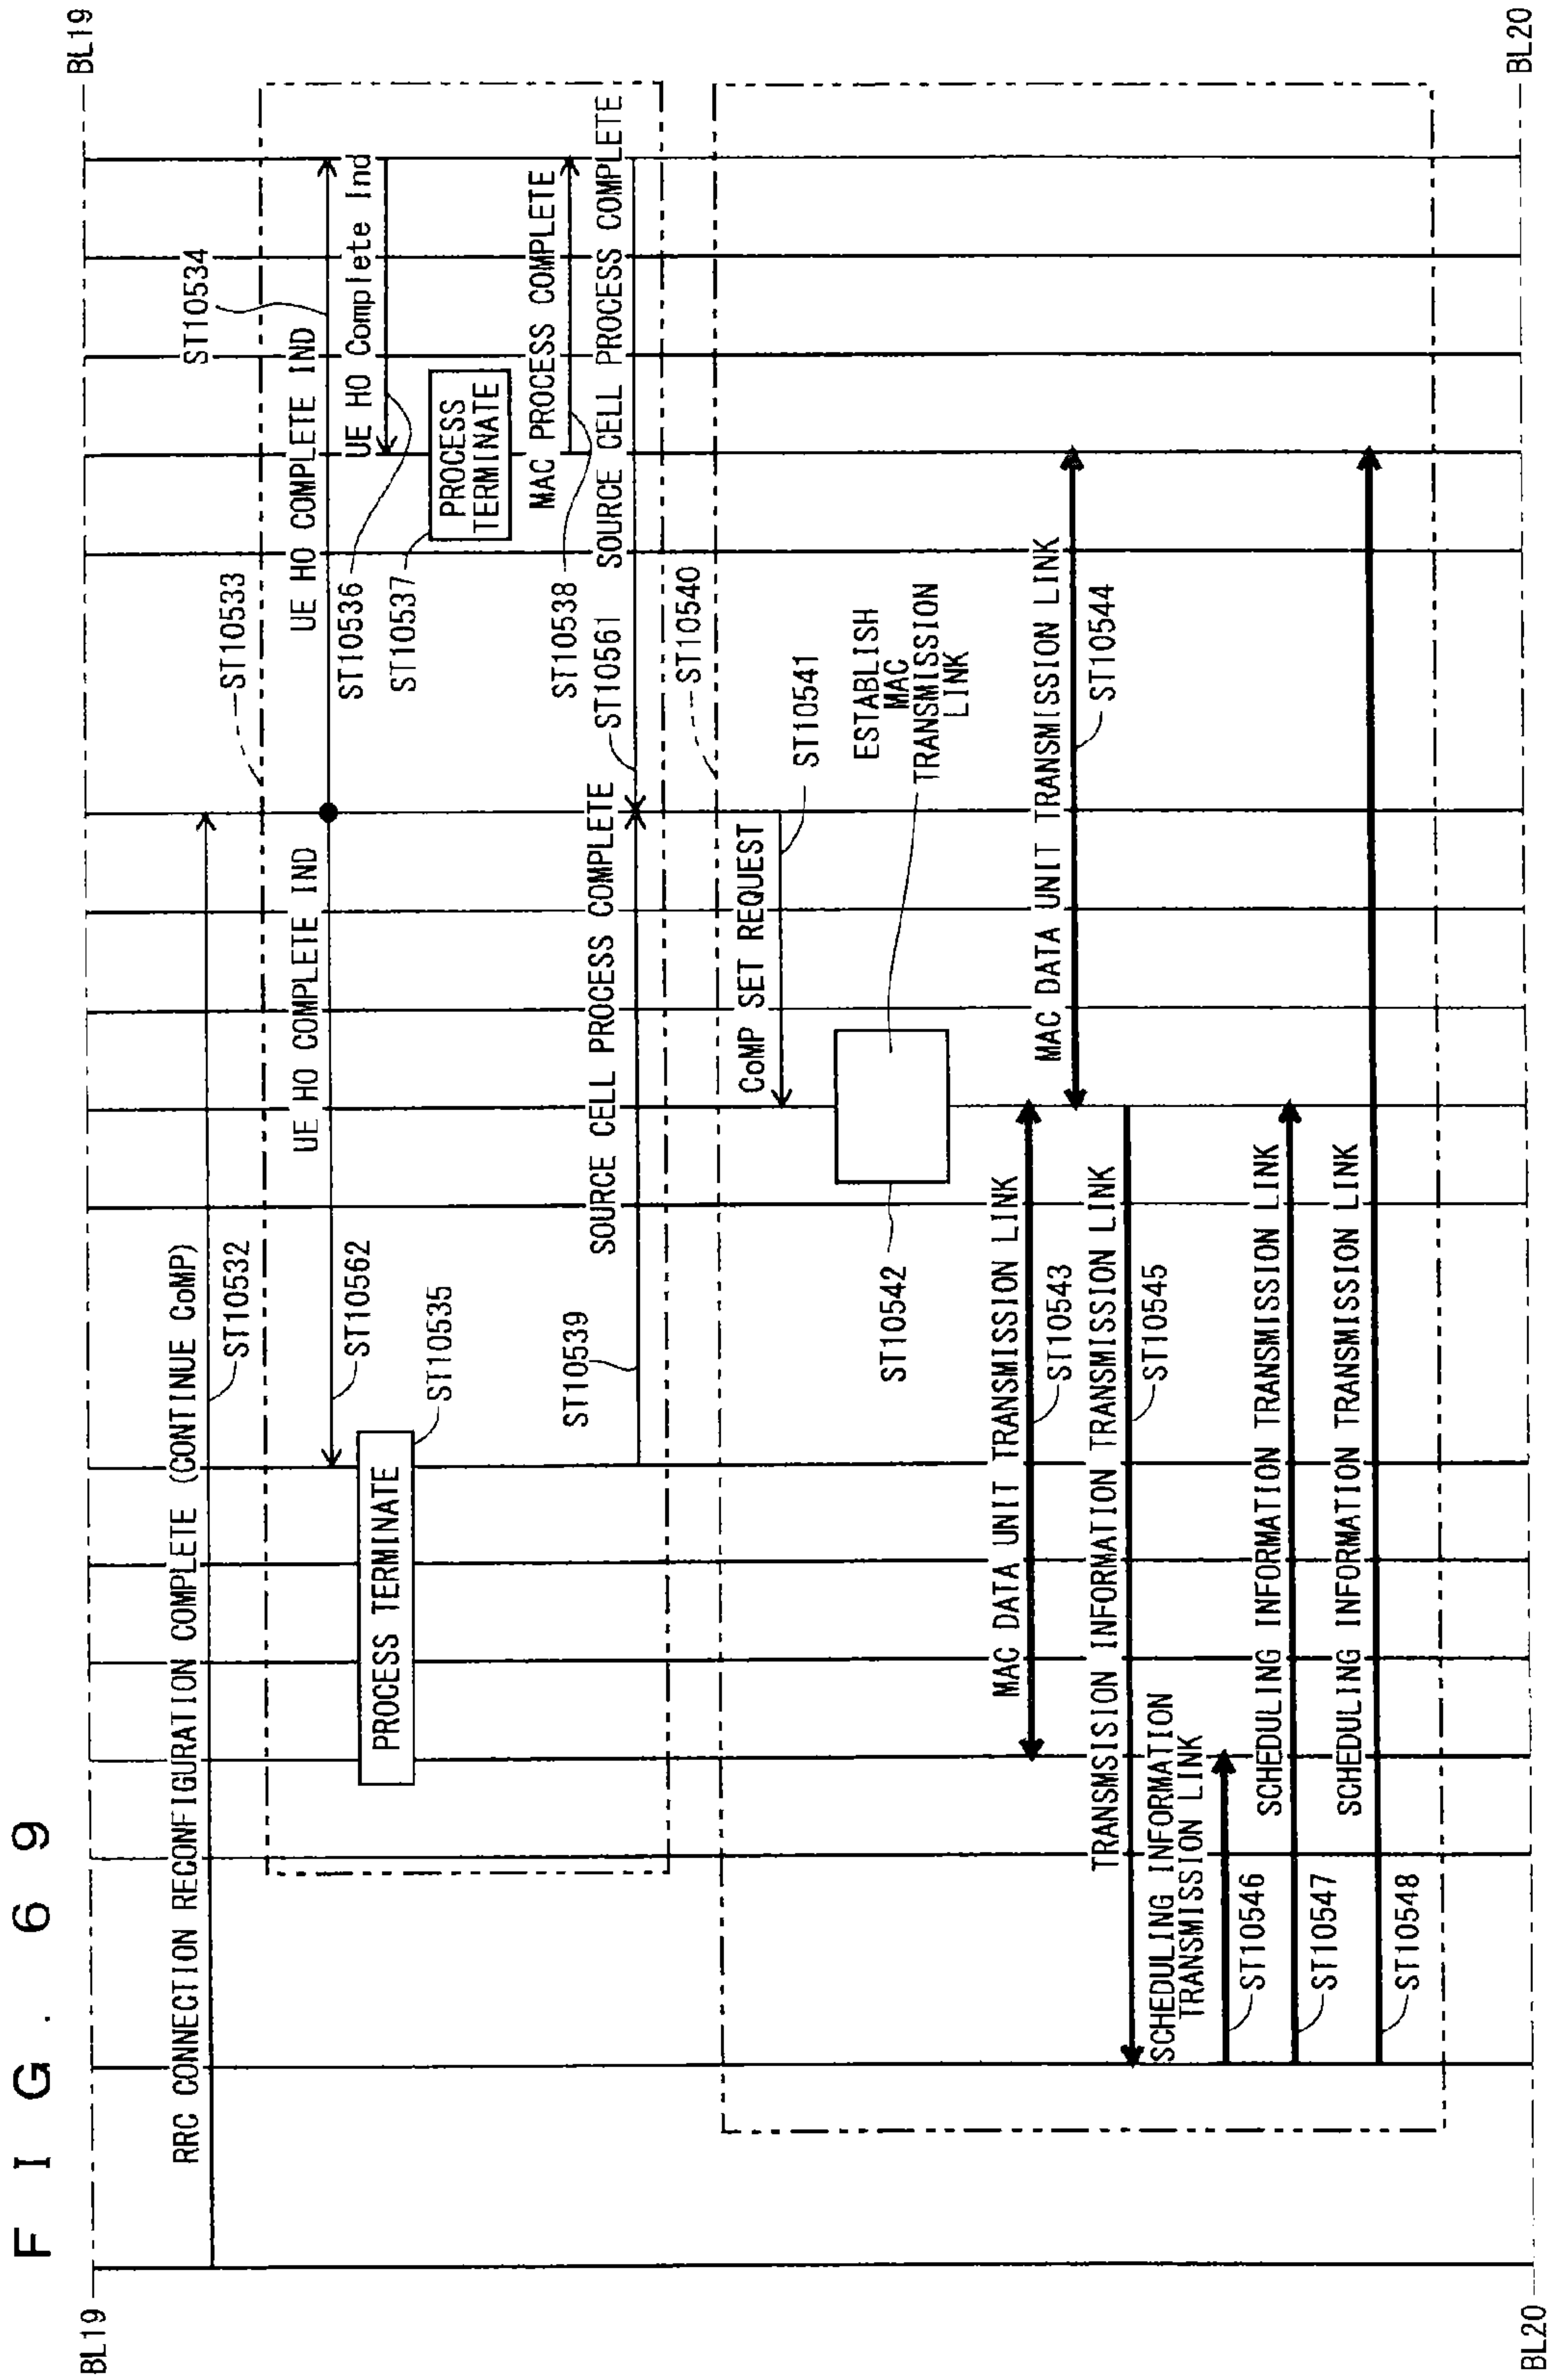 FIG. 69
BL19
BL19
RRC CONNECTION RECONFIGURATION COMPLETE (CONTINUE CoMP)
ST10532
ST10533
ST10534
UE HO COMPLETE IND
UE HO COMPLETE IND
ST10562
ST10536
UE HO Complete Ind
PROCESS TERMINATE
ST10535
ST10537
PROCESS
TERMINATE
MAC PROCESS COMPLETE
ST10538
ST10539
SOURCE CELL PROCESS COMPLETE
ST10561
SOURCE CELL PROCESS COMPLETE
ST10540
CoMP SET REQUEST
ST10541
ST10542
ESTABLISH
MAC
TRANSMISSION
LINK
MAC DATA UNIT TRANSMISSION LINK
ST10543
MAC DATA UNIT TRANSMISSION LINK
ST10544
TRANSMSISION INFORMATION TRANSMISSION LINK
ST10545
SCHEDULING INFORMATION
TRANSMISSION LINK
ST10546
SCHEDULING INFORMATION TRANSMISSION LINK
ST10547
SCHEDULING INFORMATION TRANSMISSION LINK
ST10548
BL20
BL20